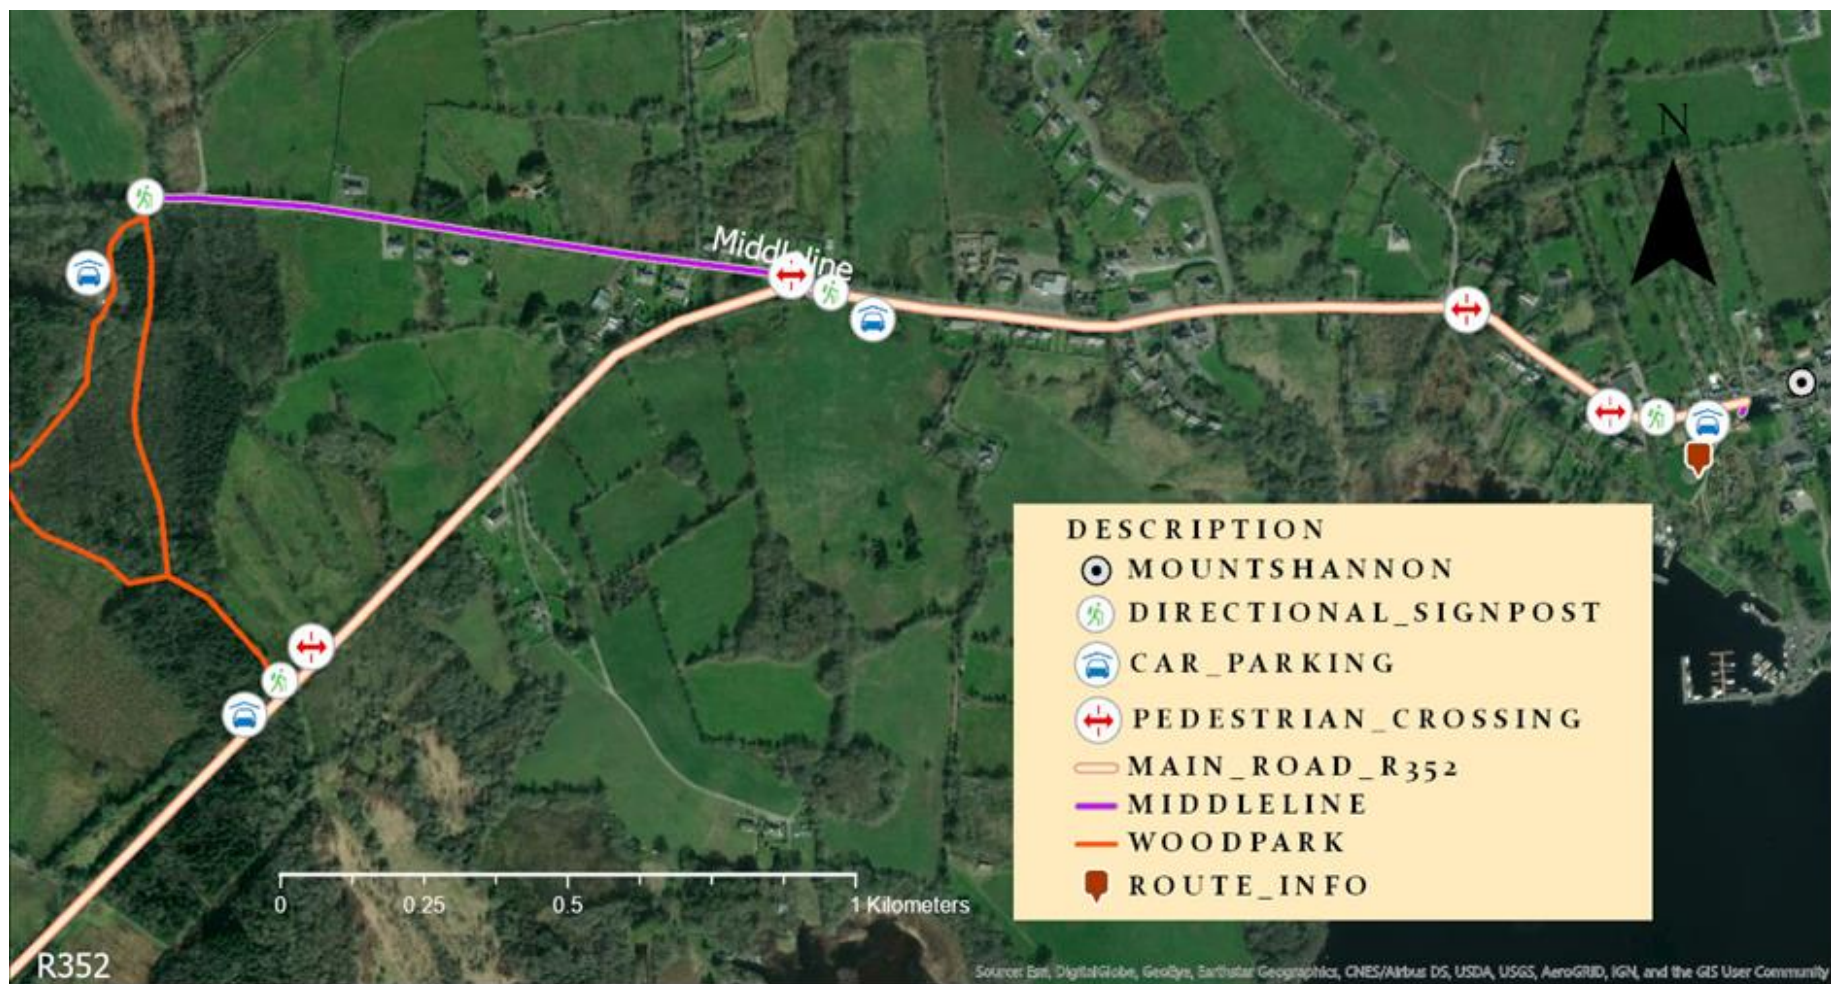 N
Middleline
DESCRIPTION
MOUNTSHANNON
DIRECTIONAL_SIGNPOST
CAR_PARKING
PEDESTRIAN_CROSSING
MAIN_ROAD_R352
MIDDLELINE
WOODPARK
ROUTE_INFO
0 0.25 0.5 1 Kilometers
R352
Source: Esri, DigitalGlobe, GeoEye, Earthstar Geographics, CNES/Airbus DS, USDA, USGS, AeroGRID, IGN, and the GIS User Community